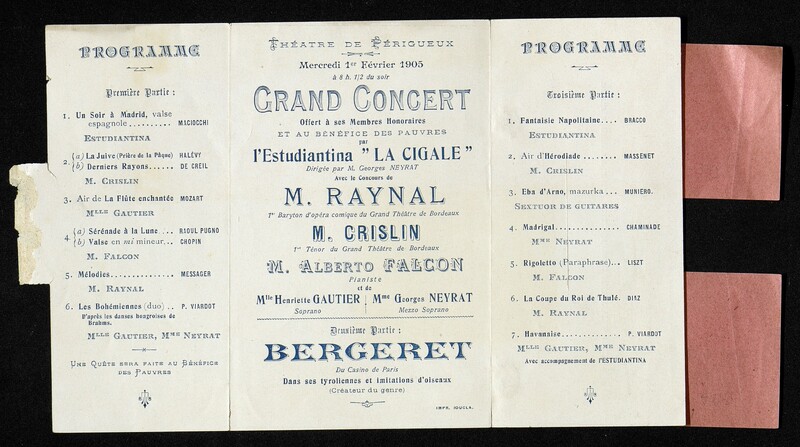 PROGRAMME
Première Partie :
1. Un Soir à Madrid, valse
espagnole.......... MACIOCCHI
ESTUDIANTINA
2. (a) La Juive (Prière de la Pâque) HALÉVY
(b) Derniers Rayons...... DE CREIL
M. CRISLIN
3. Air de La Flûte enchantée MOZART
MLLE GAUTIER
4. (a) Sérénade à la Lune ... RAOUL PUGNO
(b) Valse en mi mineur... CHOPIN
M. FALCON
5. Mélodies.............. MESSAGER
M. RAYNAL
6. Les Bohémiennes (duo) .. P. VIARDOT
D'après les danses hongroises de
Brahms.
MLLE GAUTIER, MME NEYRAT
UNE QUÊTE SERA FAITE AU BÉNÉFICE
DES PAUVRES
THÉATRE DE PÉRIGUEUX
Mercredi 1er Février 1905
à 8 h. 1/2 du soir
GRAND CONCERT
Offert à ses Membres Honoraires
ET AU BÉNÉFICE DES PAUVRES
par
l'Estudiantina " LA CIGALE "
Dirigée par M. Georges NEYRAT
Avec le Concours de
M. RAYNAL
1er Baryton d'opéra comique du Grand Théâtre de Bordeaux
M. CRISLIN
1er Ténor du Grand Théâtre de Bordeaux
M. ALBERTO FALCON
Pianiste
et de
Mlle Henriette GAUTIER
Soprano
Mme Georges NEYRAT
Mezzo Soprano
Deuxième Partie :
BERGERET
Du Casino de Paris
Dans ses tyroliennes et imitations d'oiseaux
(Créateur du genre)
IMPR. JOUCLA.
PROGRAMME
Troisième Partie :
1. Fantaisie Napolitaine.... BRACCO
ESTUDIANTINA
2. Air d'Hérodiade ........ MASSENET
M. CRISLIN
3. Eba d'Arno, mazurka ... MUNIERO.
SEXTUOR DE GUITARES
4. Madrigal.............. CHAMINADE
MME NEYRAT
5. Rigoletto (Paraphrase)... LISZT
M. FALCON
6. La Coupe du Roi de Thulé. DIAZ
M. RAYNAL
7. Havanaise.............. P. VIARDOT
MLLE GAUTIER, MME NEYRAT
Avec accompagnement de l'ESTUDIANTINA